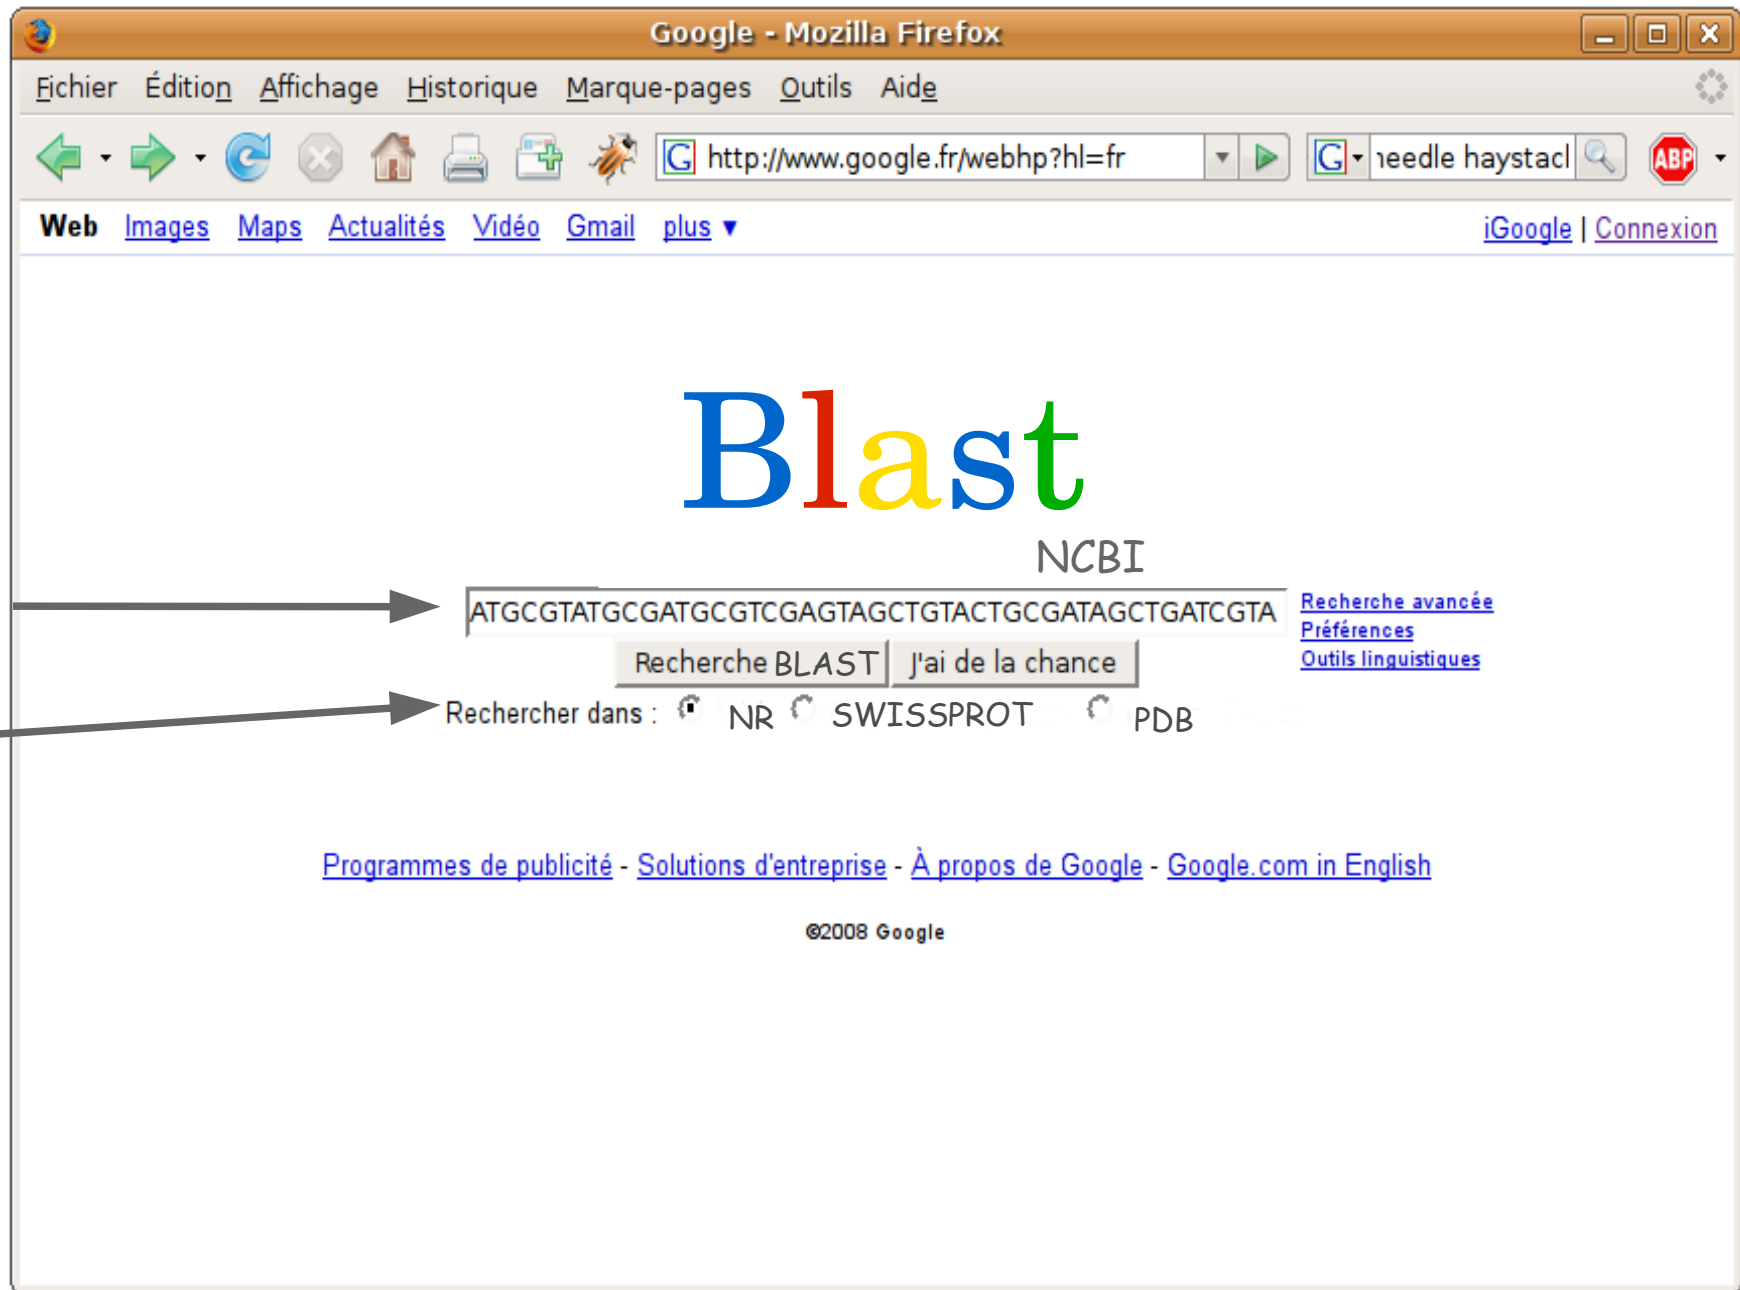 Google - Mozilla Firefox
Fichier Édition Affichage Historique Marque-pages Outils Aide
http://www.google.fr/webhp?hl=fr haystack ABP
Web Images Maps Actualités Vidéo Gmail plus ▼ iGoogle | Connexion
Blast
NCBI
ATGCGTATGCGATGCGTCGAGTAGCTGTACTGCGATAGCTGATCGTA
Recherche avancée
Préférences
Outils linguistiques
Recherche BLAST J'ai de la chance
Rechercher dans : NR SWISSPROT PDB
Programmes de publicité - Solutions d'entreprise - À propos de Google - Google.com in English
©2008 Google